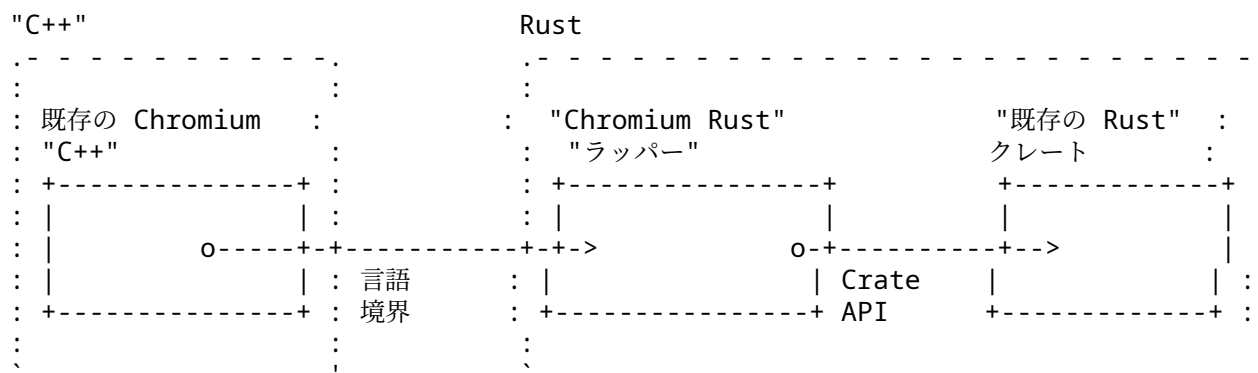 "C++" Rust
既存の Chromium "Chromium Rust" "既存の Rust"
"C++" "ラッパー" クレート
言語 Crate
境界 API